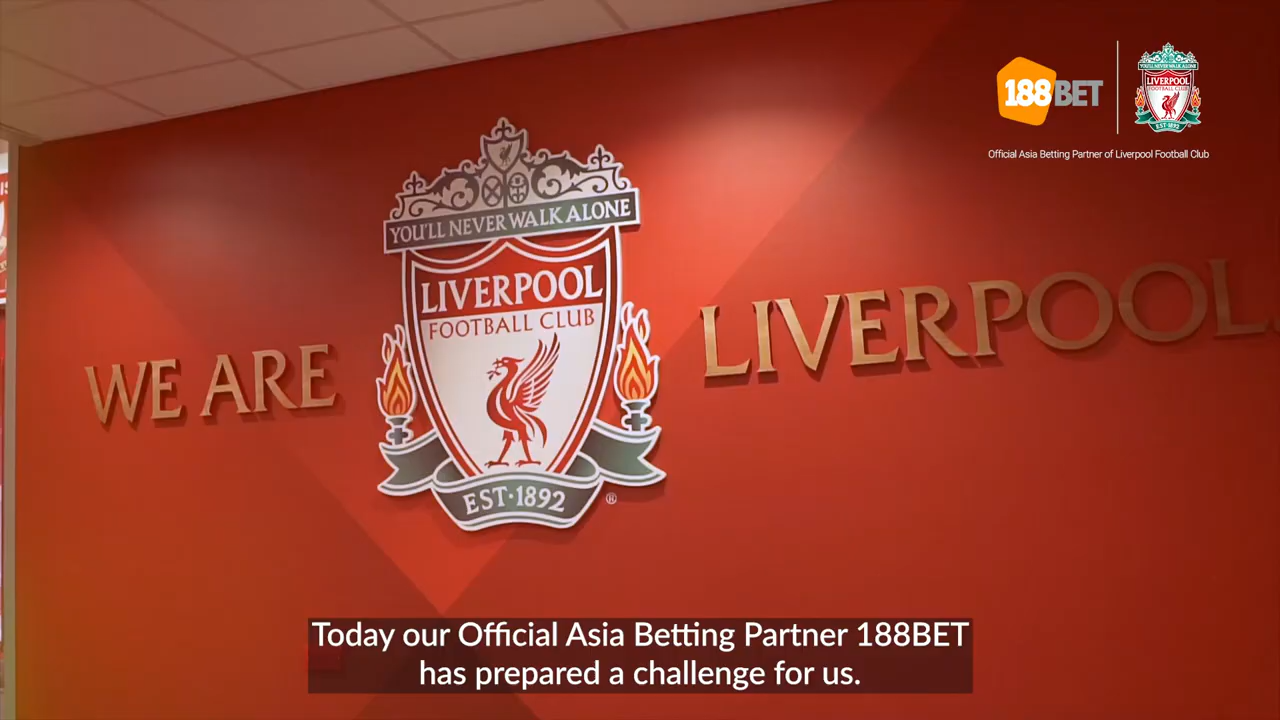 188BET
YOU'LL NEVER WALK ALONE
LIVERPOOL
FOOTBALL CLUB
EST·1892
Official Asia Betting Partner of Liverpool Football Club
YOU'LL NEVER WALK ALONE
LIVERPOOL
FOOTBALL CLUB
EST·1892
®
WE ARE
LIVERPOOL
Today our Official Asia Betting Partner 188BET
has prepared a challenge for us.